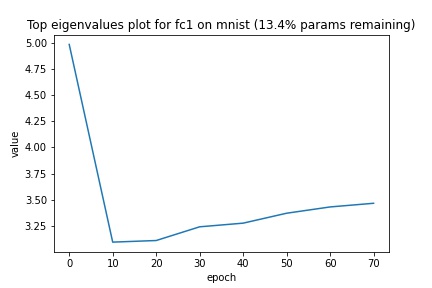 Top eigenvalues plot for fc1 on mnist (13.4% params remaining)
5.00
4.75
4.50
4.25
4.00
3.75
3.50
3.25
value
0 10 20 30 40 50 60 70
epoch